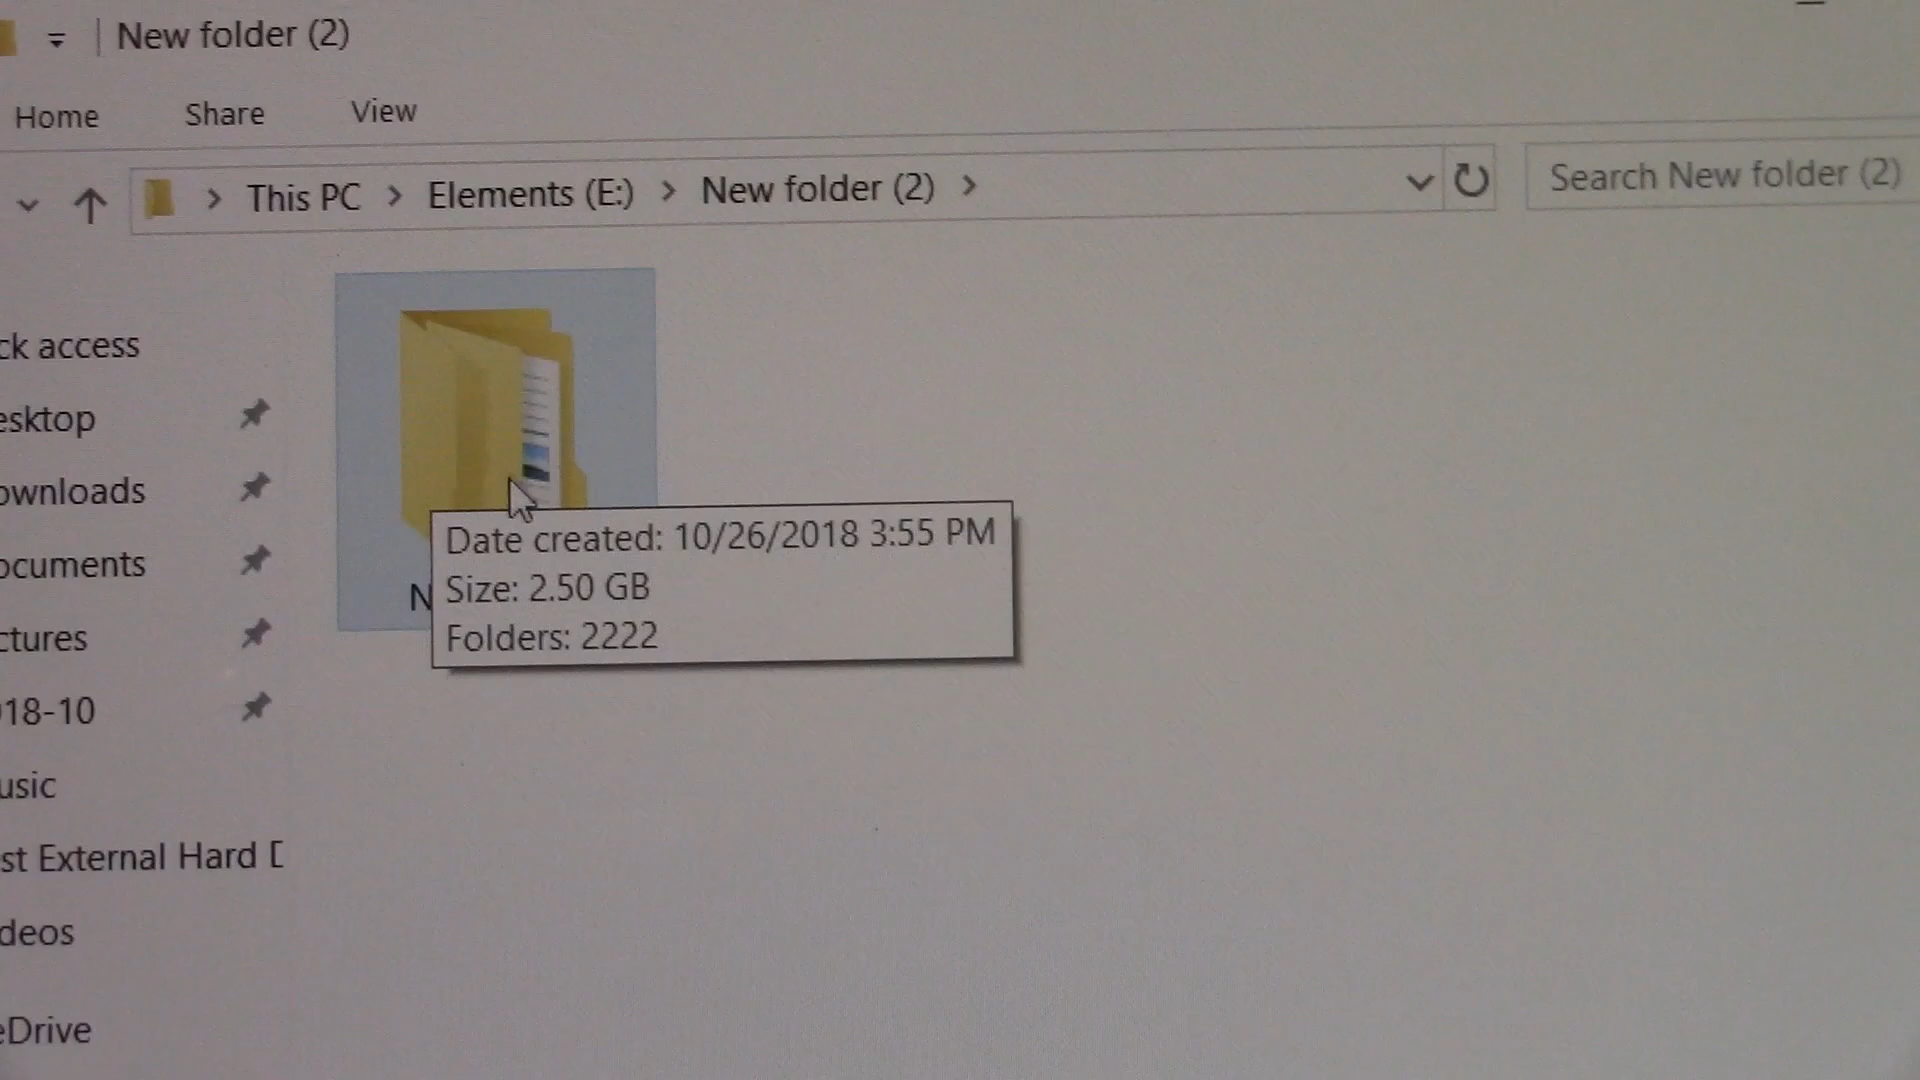 New folder (2)
Home Share View
This PC > Elements (E:) > New folder (2) >
Search New folder (2)
ck access
esktop
ownloads
ocuments
ctures
18-10
usic
st External Hard D
deos
eDrive
N
Date created: 10/26/2018 3:55 PM
Size: 2.50 GB
Folders: 2222